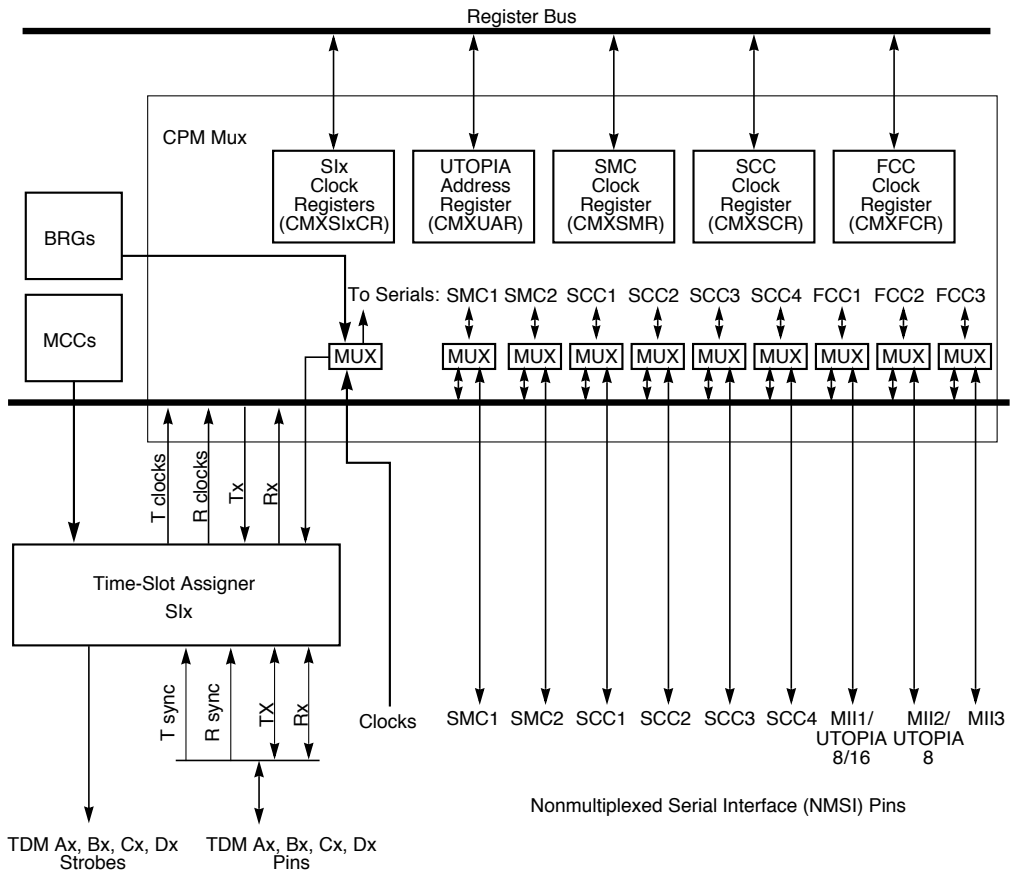 Register Bus
CPM Mux
SIx
Clock
Registers
(CMXSIxCR)
UTOPIA
Address
Register
(CMXUAR)
SMC
Clock
Register
(CMXSMR)
SCC
Clock
Register
(CMXSCR)
FCC
Clock
Register
(CMXFCR)
BRGs
MCCs
To Serials: SMC1 SMC2 SCC1 SCC2 SCC3 SCC4 FCC1 FCC2 FCC3
MUX MUX MUX MUX MUX MUX MUX MUX MUX MUX
T clocks
R clocks
Tx
Rx
Time-Slot Assigner
SIx
T sync
R sync
TX
Rx
Clocks
SMC1 SMC2 SCC1 SCC2 SCC3 SCC4
MII1/
UTOPIA
8/16
MII2/
UTOPIA
8
MII3
Nonmultiplexed Serial Interface (NMSI) Pins
TDM Ax, Bx, Cx, Dx
Strobes
TDM Ax, Bx, Cx, Dx
Pins